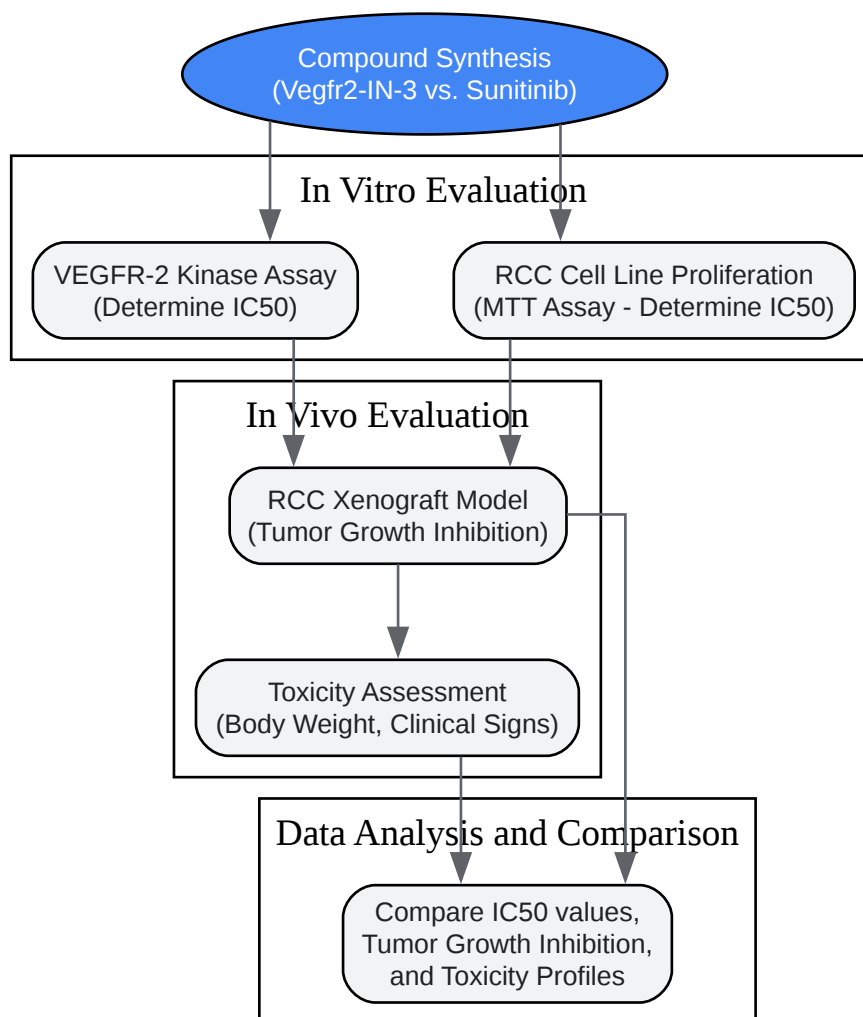 Compound Synthesis
(Vegfr2-IN-3 vs. Sunitinib)
In Vitro Evaluation
VEGFR-2 Kinase Assay
(Determine IC50)
RCC Cell Line Proliferation
(MTT Assay - Determine IC50)
In Vivo Evaluation
RCC Xenograft Model
(Tumor Growth Inhibition)
Toxicity Assessment
(Body Weight, Clinical Signs)
Data Analysis and Comparison
Compare IC50 values,
Tumor Growth Inhibition,
and Toxicity Profiles